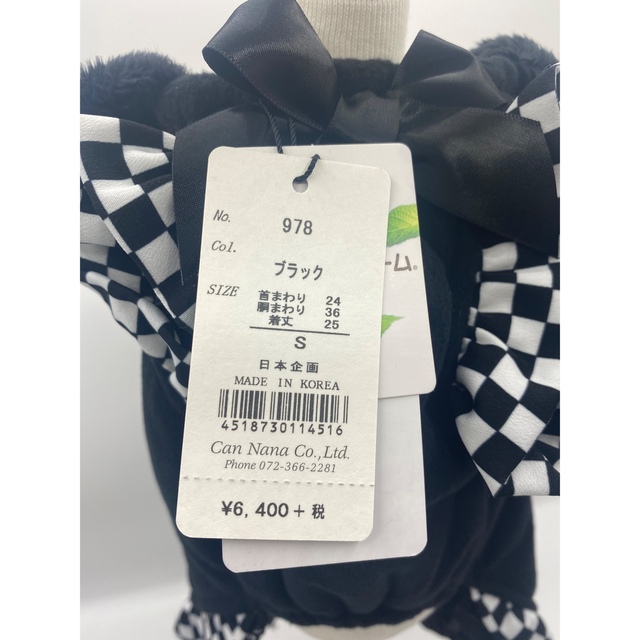 No. 978
Col. ブラック
SIZE 首まわり 24
胴まわり 36
着丈 25
S
日本企画
MADE IN KOREA
4518730114516
Can Nana Co.,Ltd.
Phone 072-366-2281
¥6,400+税
ーム®